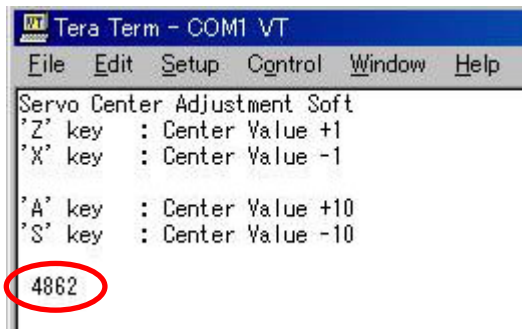 Tera Term - COM1 VT
File Edit Setup Control Window Help
Servo Center Adjustment Soft
'Z' key : Center Value +1
'X' key : Center Value -1
'A' key : Center Value +10
'S' key : Center Value -10
4862